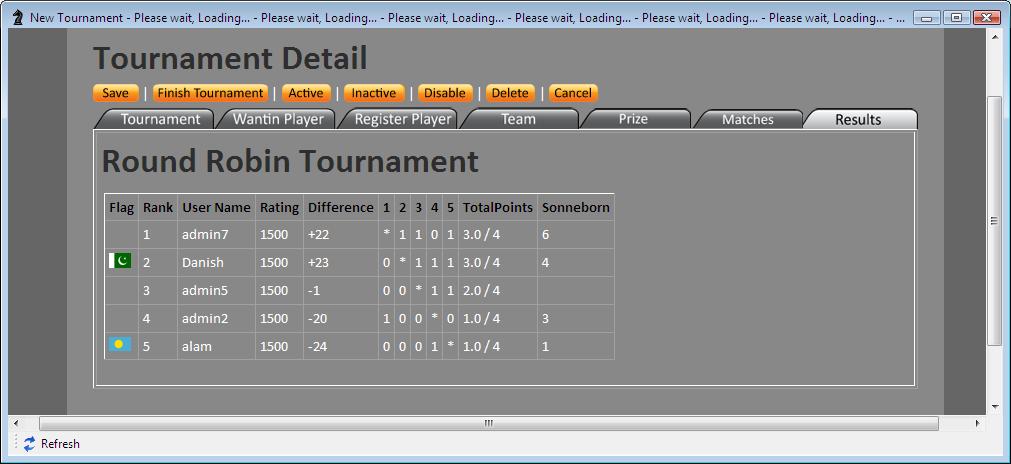 New Tournament - Please wait, Loading... - Please wait, Loading... - Please wait, Loading... - Please wait, Loading... - Please wait, Loading... - Please wait, Loading... - ...
Tournament Detail
Save | Finish Tournament | Active | Inactive | Disable | Delete | Cancel
Tournament Wantin Player Register Player Team Prize Matches Results
Round Robin Tournament
Flag Rank User Name Rating Difference 1 2 3 4 5 TotalPoints Sonneborn
1 admin7 1500 +22 * 1 1 0 1 3.0 / 4 6
2 Danish 1500 +23 0 * 1 1 1 3.0 / 4 4
3 admin5 1500 -1 0 0 * 1 1 2.0 / 4
4 admin2 1500 -20 1 0 0 * 0 1.0 / 4 3
5 alam 1500 -24 0 0 0 1 * 1.0 / 4 1
Refresh